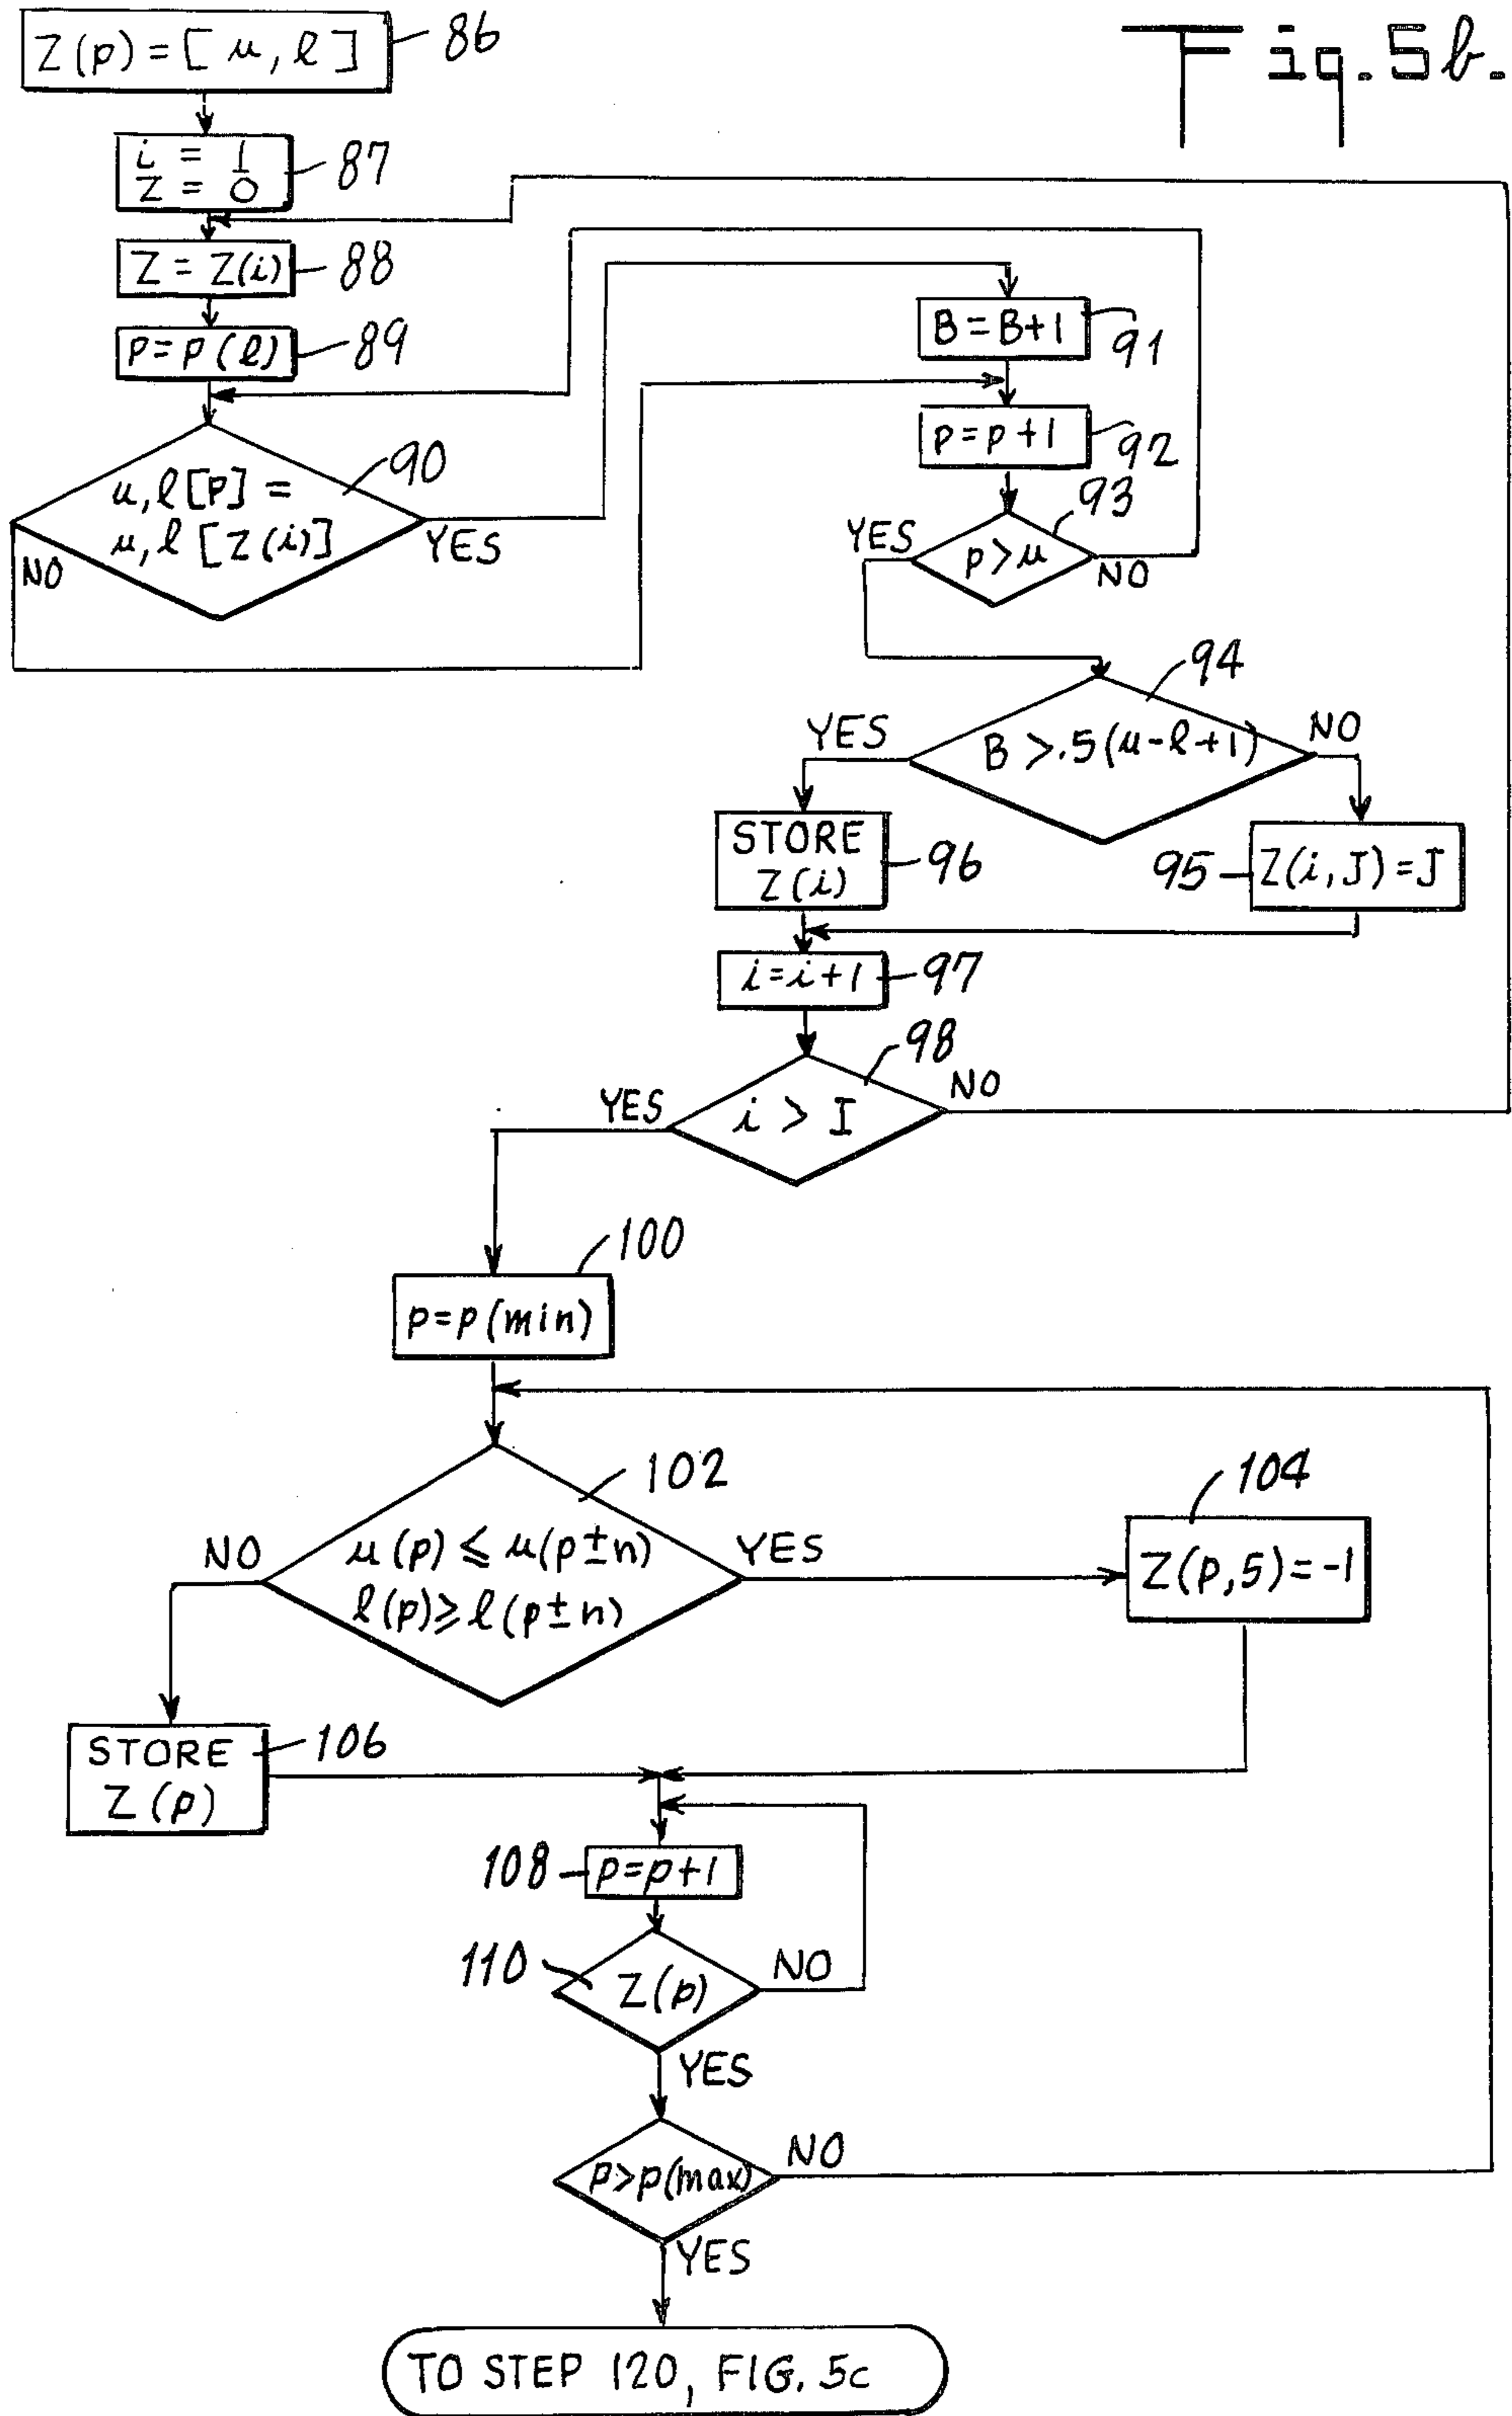 Fig. 5b.
Z(p) = [u, l]
86
i = 1
Z = 0
87
Z = Z(i)
88
P = P(l)
89
u, l [P] =
u, l [Z(i)]
90
YES
NO
B = B+1
91
p = p+1
92
93
p > u
YES
NO
94
B > .5(u-l+1)
YES
NO
STORE
Z(i)
96
95
Z(i,J) = J
i = i+1
97
98
i > I
YES
NO
100
p = p(min)
102
u(p) ≤ u(p±n)
l(p) ≥ l(p±n)
NO
YES
104
Z(p,5) = -1
STORE
Z(p)
106
108
p = p+1
110
Z(p)
NO
YES
p > p(max)
NO
YES
TO STEP 120, FIG. 5c